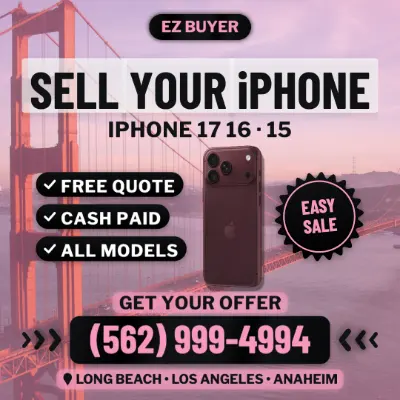 EZ BUYER
SELL YOUR iPHONE
IPHONE 17 16 · 15
FREE QUOTE
CASH PAID
ALL MODELS
EASY
SALE
GET YOUR OFFER
(562) 999-4994
LONG BEACH • LOS ANGELES • ANAHEIM